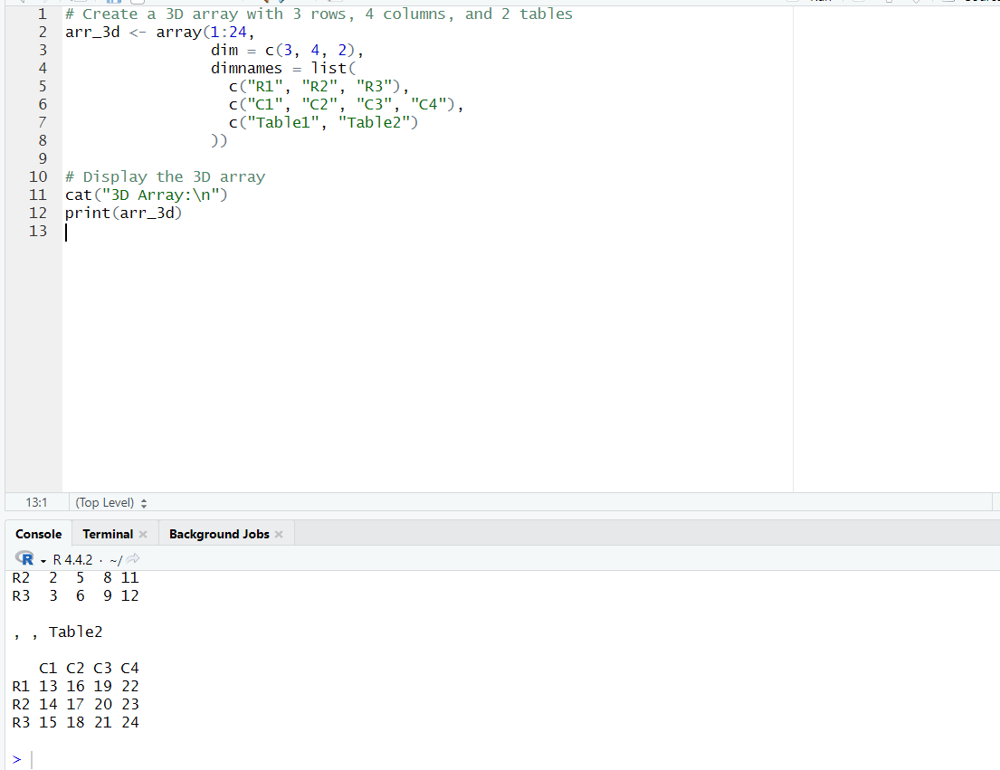 1 # Create a 3D array with 3 rows, 4 columns, and 2 tables
2 arr_3d <- array(1:24,
3                 dim = c(3, 4, 2),
4                 dimnames = list(
5                   c("R1", "R2", "R3"),
6                   c("C1", "C2", "C3", "C4"),
7                   c("Table1", "Table2")
8                 ))
9
10 # Display the 3D array
11 cat("3D Array:\n")
12 print(arr_3d)
13
13:1 (Top Level)
Console Terminal Background Jobs
R R 4.4.2 · ~/
R2  2  5  8 11
R3  3  6  9 12
, , Table2
   C1 C2 C3 C4
R1 13 16 19 22
R2 14 17 20 23
R3 15 18 21 24
>